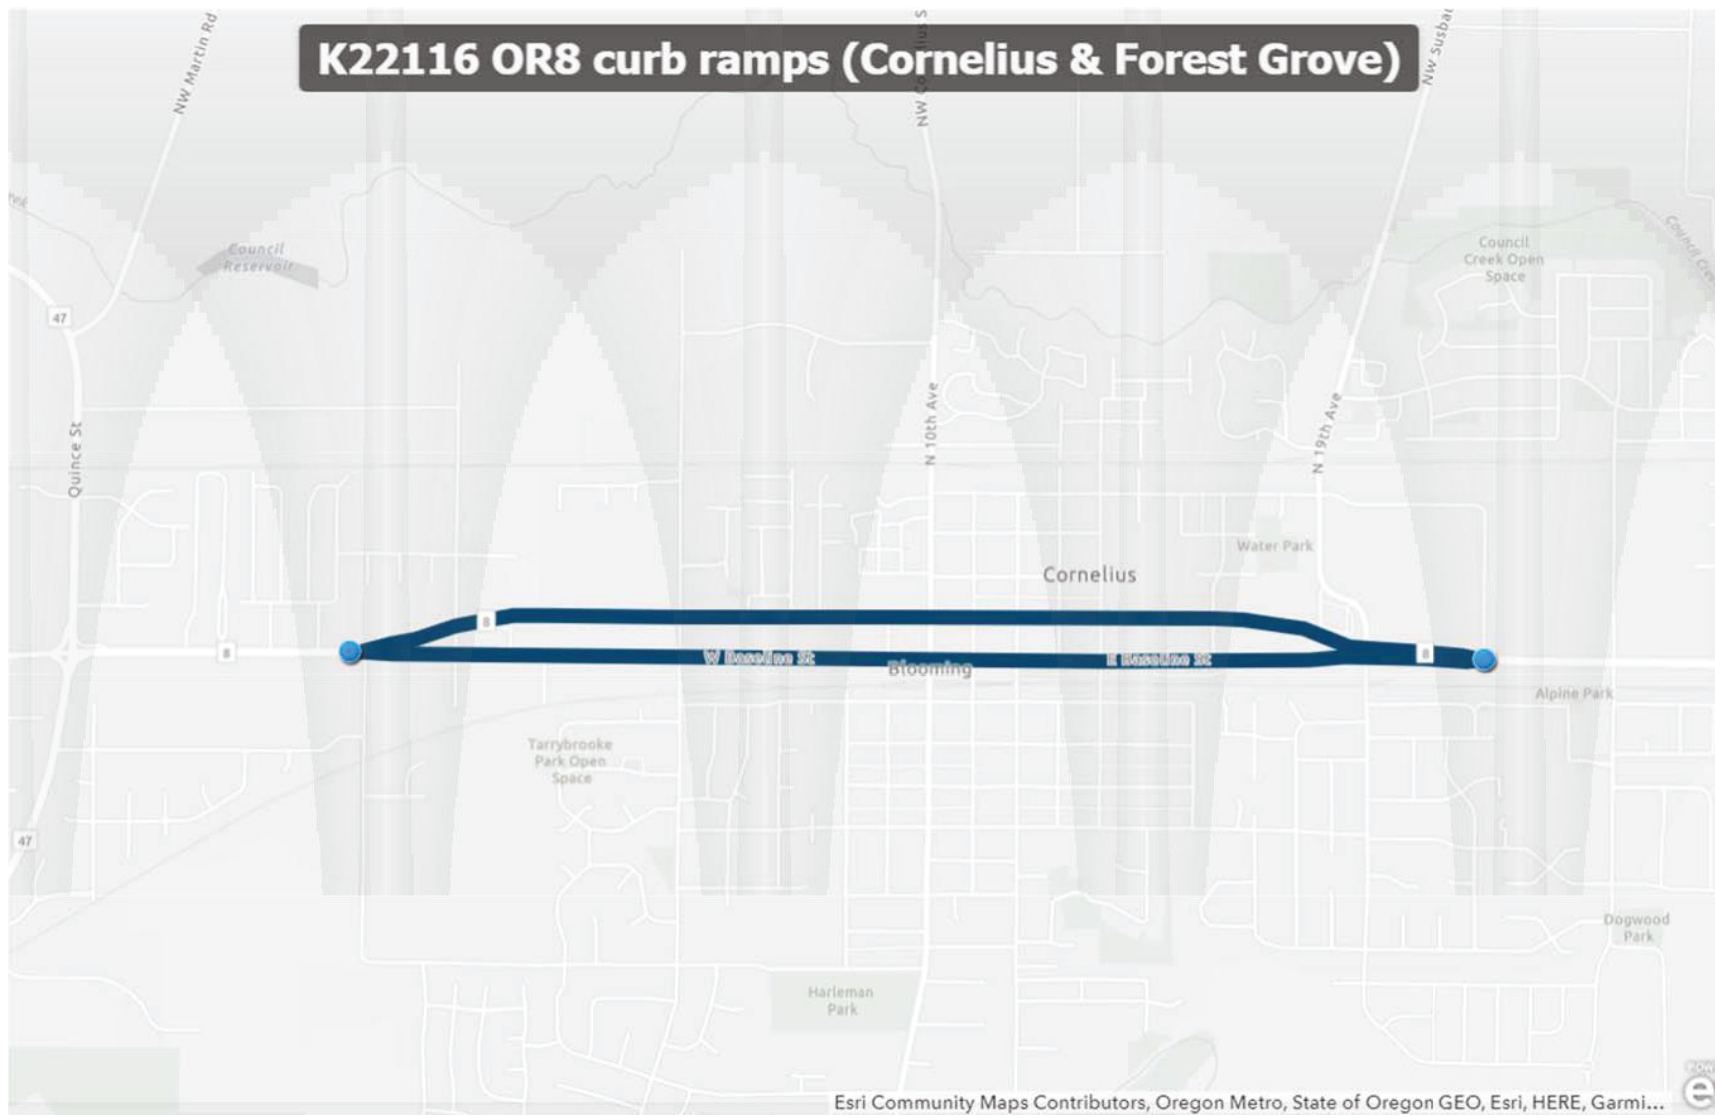 K22116 OR8 curb ramps (Cornelius & Forest Grove)
NW Martin Rd
Council
Reservoir
Council
Creek Open
Space
47
Quince St
N 10th Ave
N 19th Ave
Water Park
Cornelius
8
8
W Baseline St
Blooming
E Baseline St
8
Alpine Park
Tarrybrooke
Park Open
Space
47
Dogwood
Park
Harleman
Park
Esri Community Maps Contributors, Oregon Metro, State of Oregon GEO, Esri, HERE, Garmi...